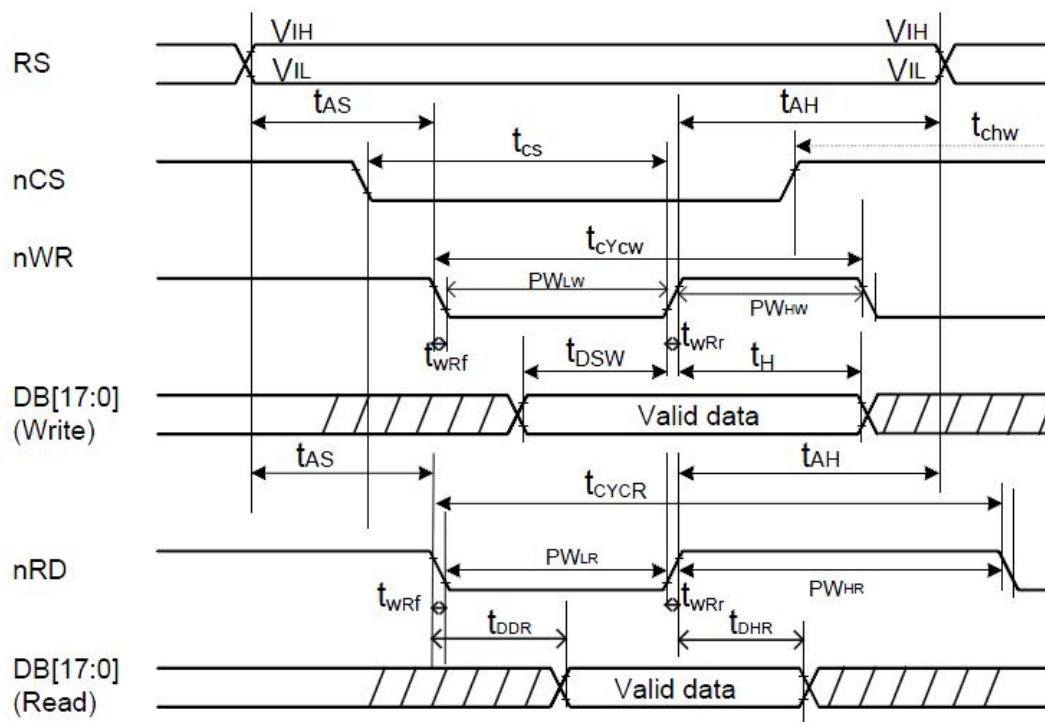 RS VIH VIH
VIL VIL
tAS tAH
tcs tchw
nCS
tcYcw
nWR
PWLW PWHW
twRf tDSW twRr tH
DB[17:0]
(Write) Valid data
tAS tAH
tCYCR
nRD PWLR PWHR
twRf twRr
tDDR tDHR
DB[17:0]
(Read) Valid data